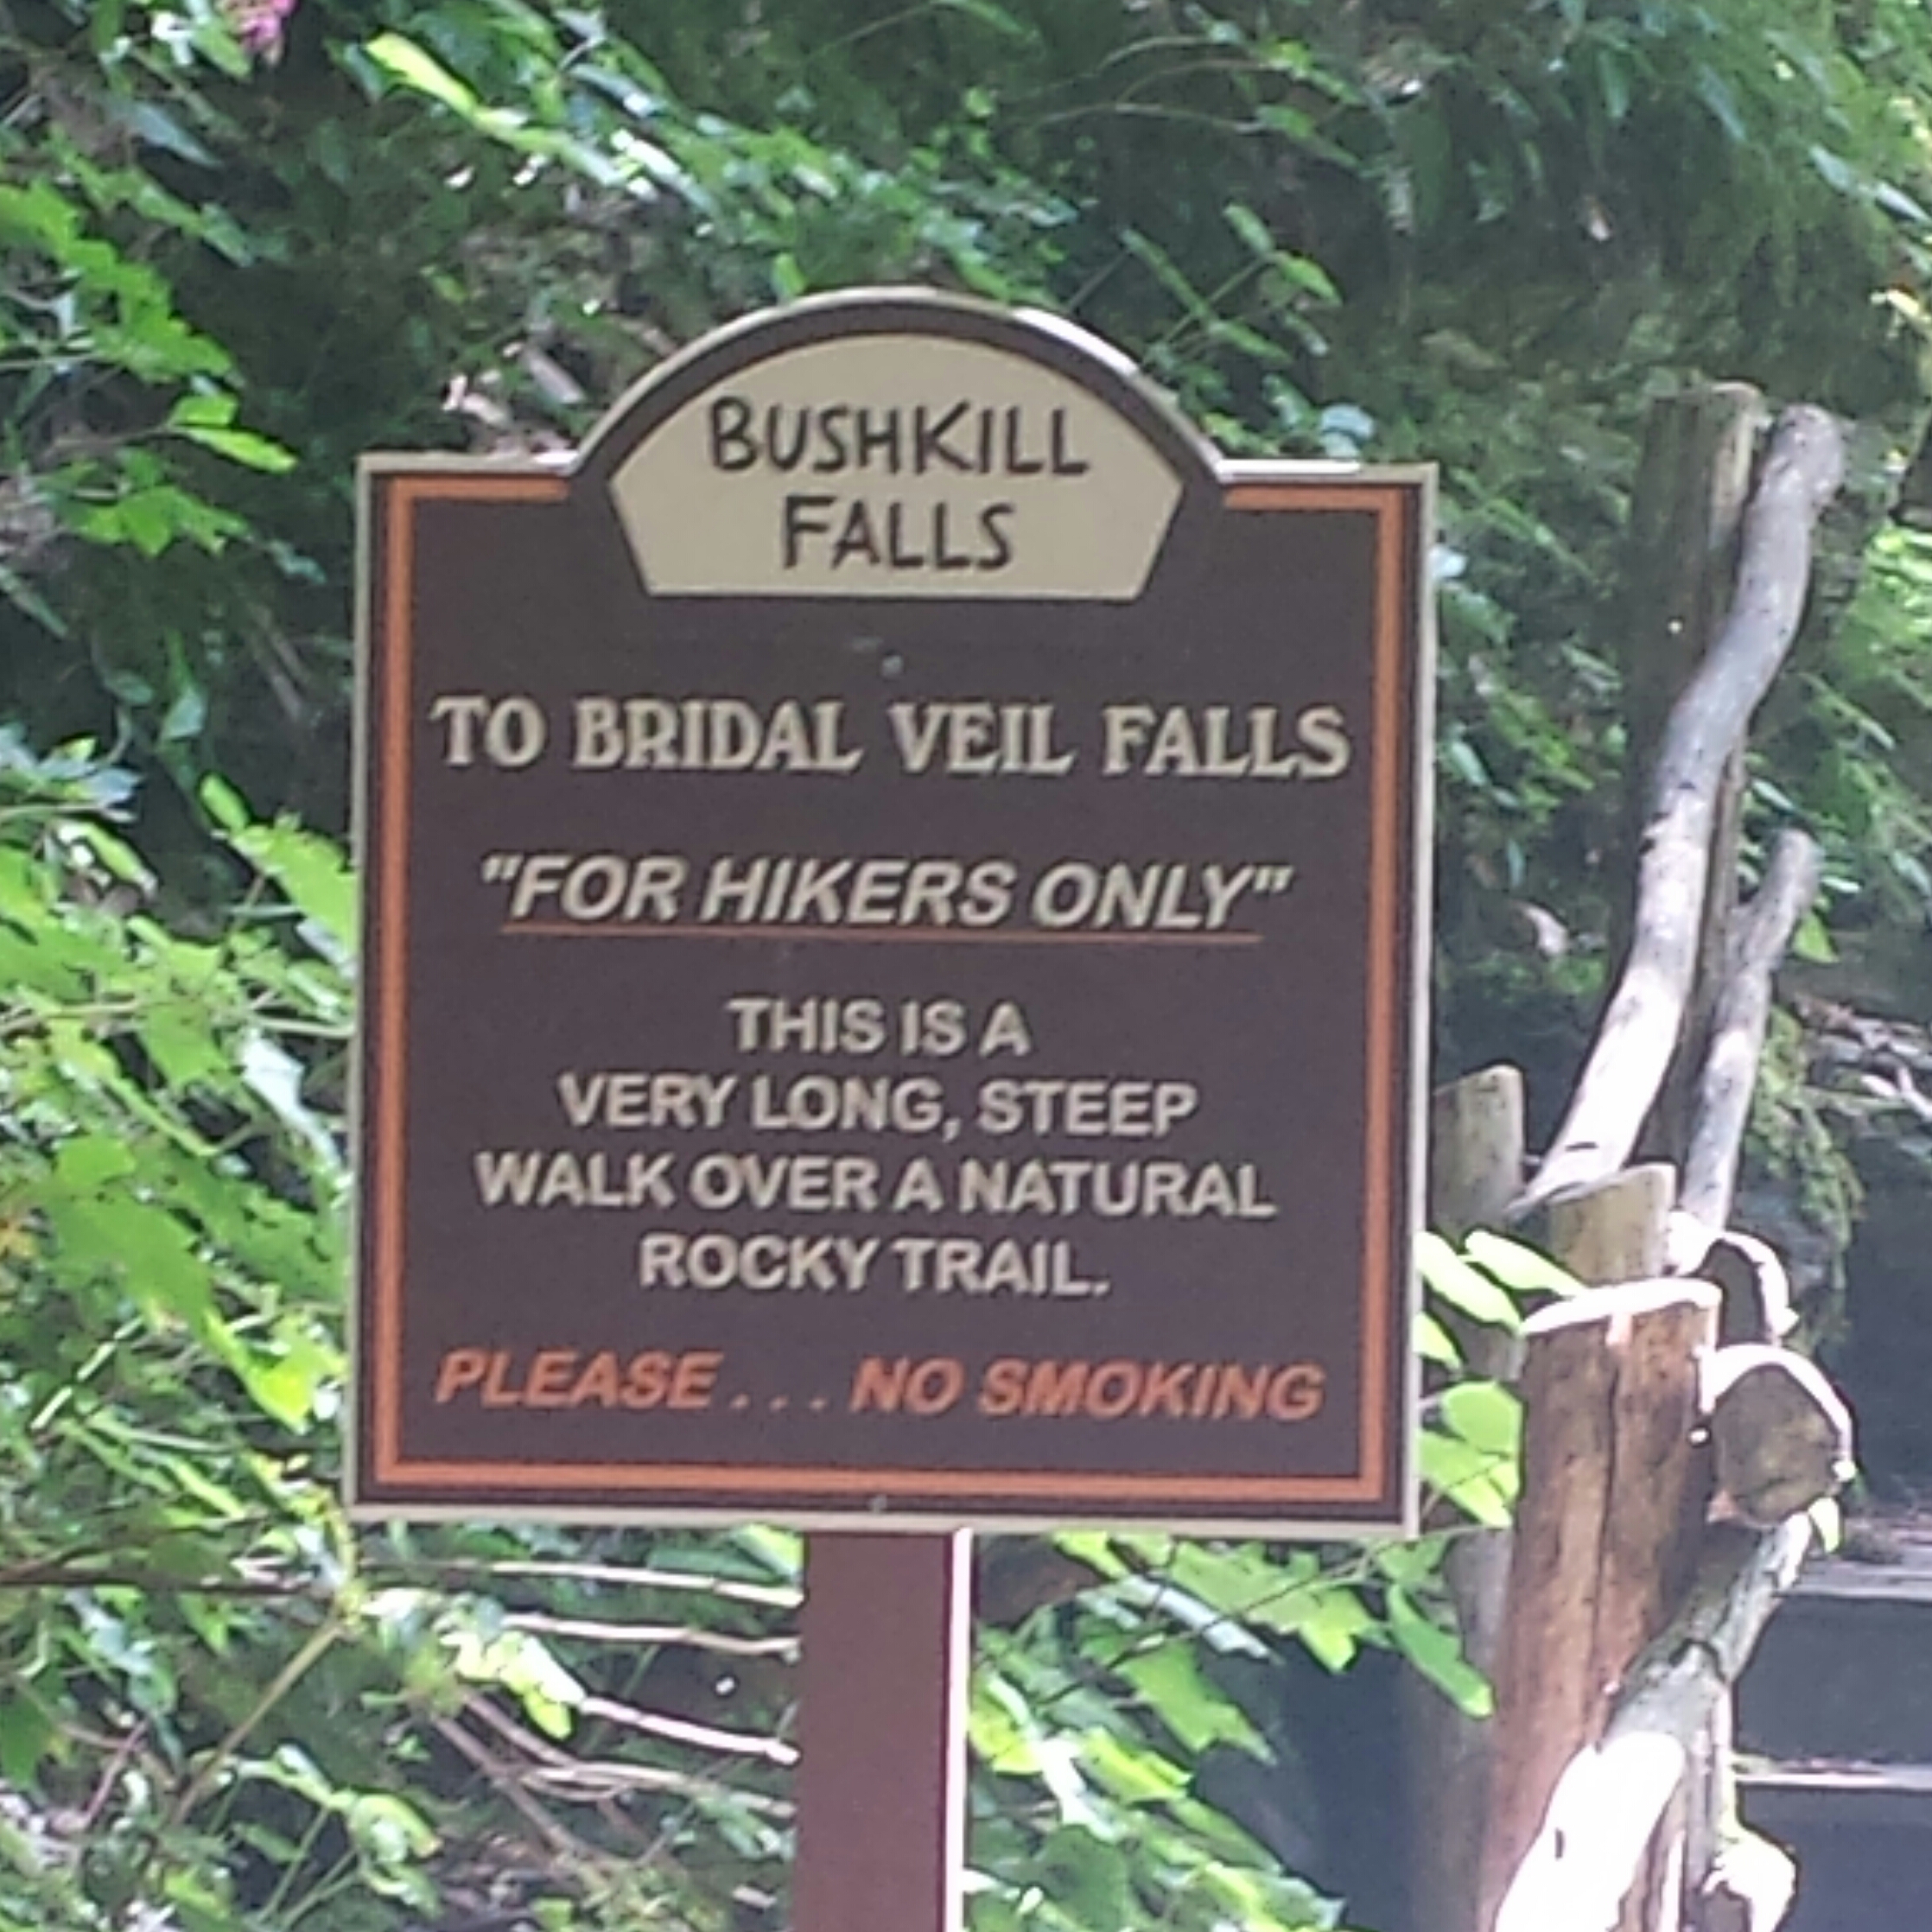 BUSHKILL
FALLS
TO BRIDAL VEIL FALLS
"FOR HIKERS ONLY"
THIS IS A
VERY LONG, STEEP
WALK OVER A NATURAL
ROCKY TRAIL.
PLEASE... NO SMOKING